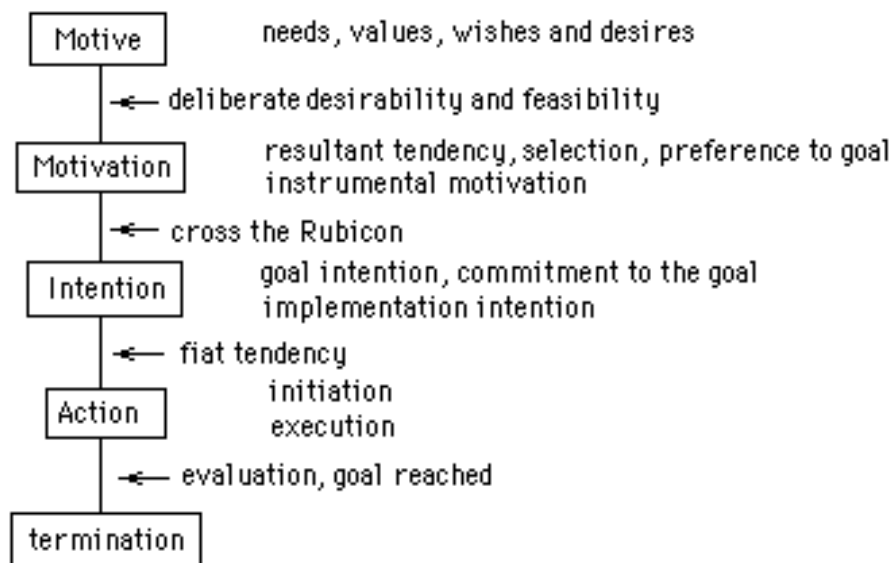 Motive needs, values, wishes and desires
deliberate desirability and feasibility
Motivation resultant tendency, selection, preference to goal
instrumental motivation
cross the Rubicon
Intention goal intention, commitment to the goal
implementation intention
fiat tendency
initiation
Action
execution
evaluation, goal reached
termination